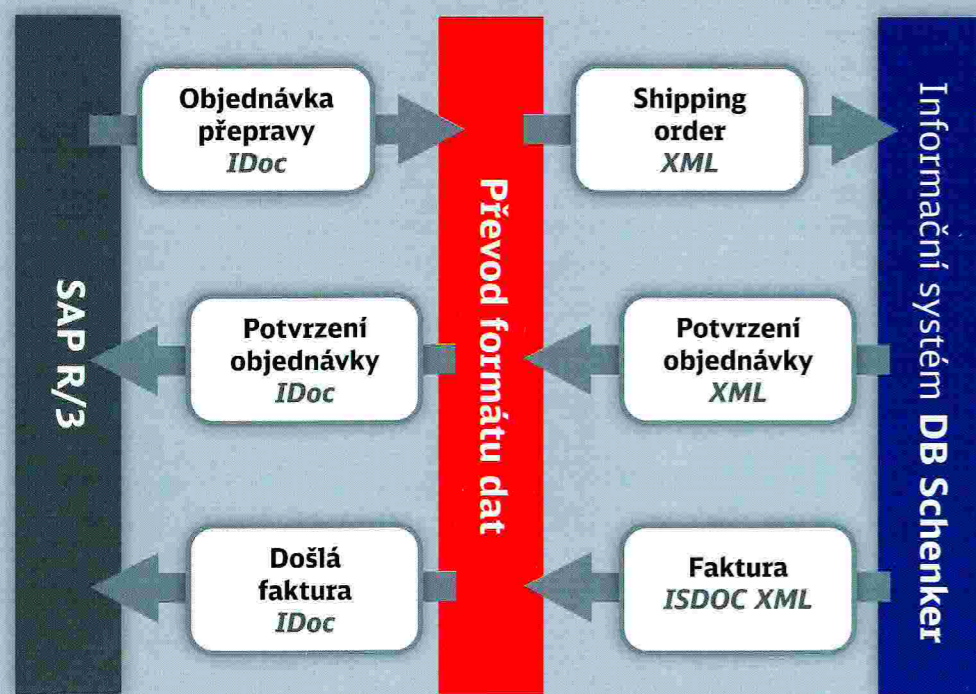 SAP R/3
Objednávka
přepravy
IDoc
Převod formátu dat
Shipping
order
XML
Informační systém DB Schenker
Potvrzení
objednávky
IDoc
Potvrzení
objednávky
XML
Došlá
faktura
IDoc
Faktura
ISDOC XML